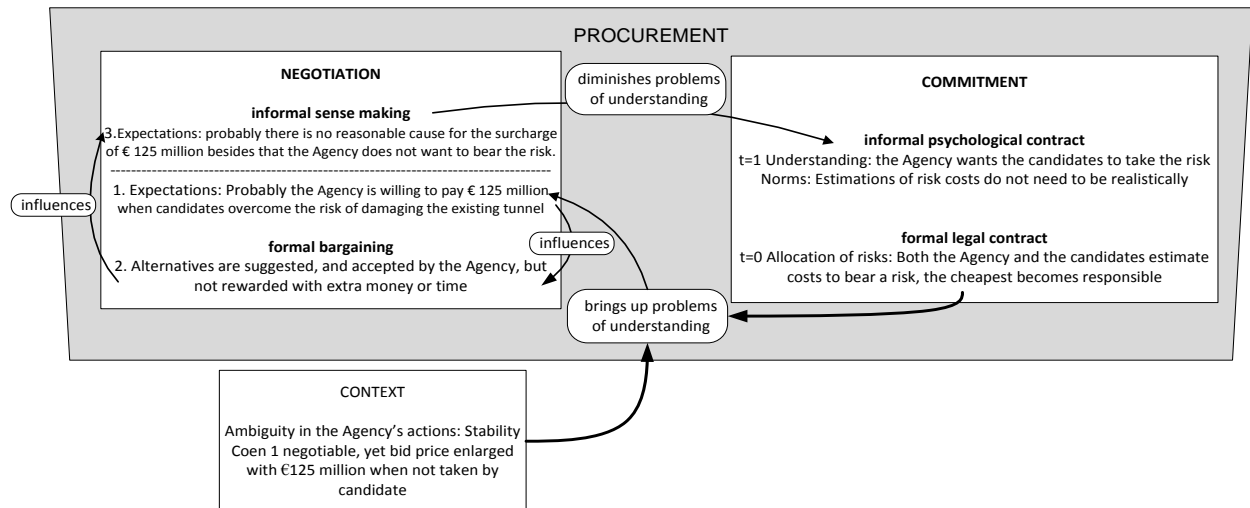 PROCUREMENT
NEGOTIATION
informal sense making
3.Expectations: probably there is no reasonable cause for the surcharge
of € 125 million besides that the Agency does not want to bear the risk.
1. Expectations: Probably the Agency is willing to pay € 125 million
when candidates overcome the risk of damaging the existing tunnel
formal bargaining
2. Alternatives are suggested, and accepted by the Agency, but
not rewarded with extra money or time
influences
influences
diminishes problems
of understanding
brings up problems
of understanding
COMMITMENT
informal psychological contract
t=1 Understanding: the Agency wants the candidates to take the risk
Norms: Estimations of risk costs do not need to be realistically
formal legal contract
t=0 Allocation of risks: Both the Agency and the candidates estimate
costs to bear a risk, the cheapest becomes responsible
CONTEXT
Ambiguity in the Agency's actions: Stability
Coen 1 negotiable, yet bid price enlarged
with €125 million when not taken by
candidate